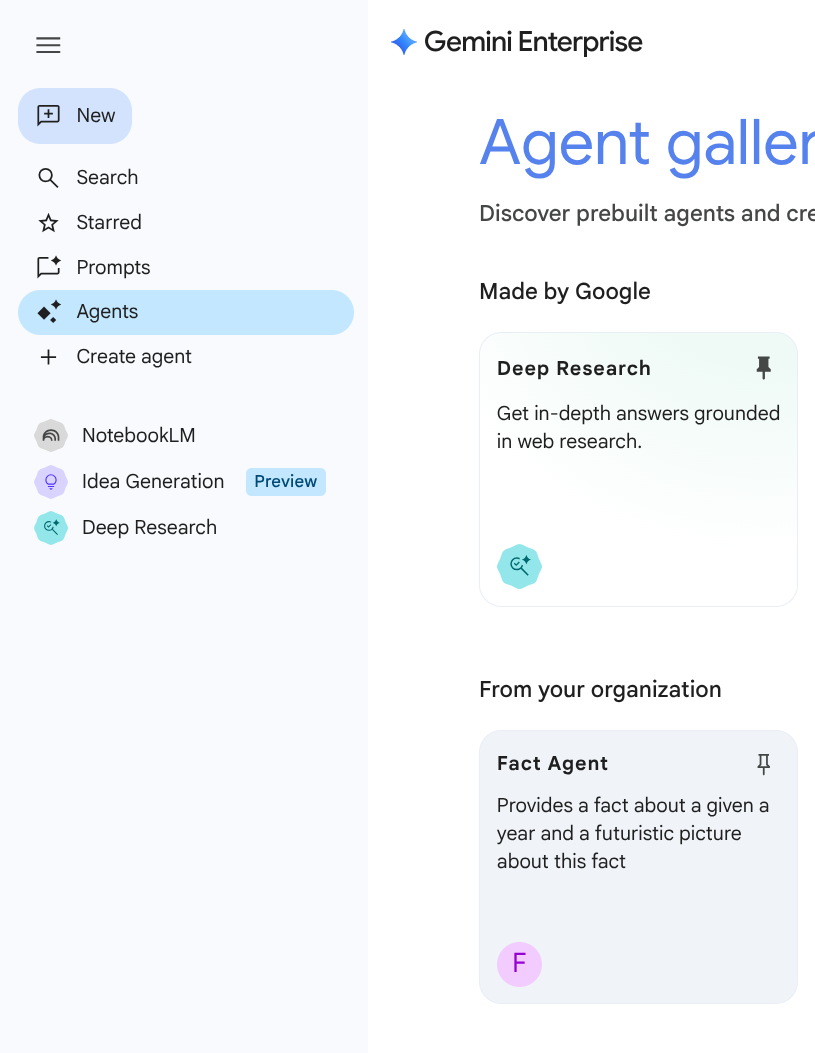 Gemini Enterprise
New
Search
Starred
Prompts
Agents
Create agent
NotebookLM
Idea Generation Preview
Deep Research
Agent galler
Discover prebuilt agents and cre
Made by Google
Deep Research
Get in-depth answers grounded
in web research.
From your organization
Fact Agent
Provides a fact about a given a
year and a futuristic picture
about this fact
F